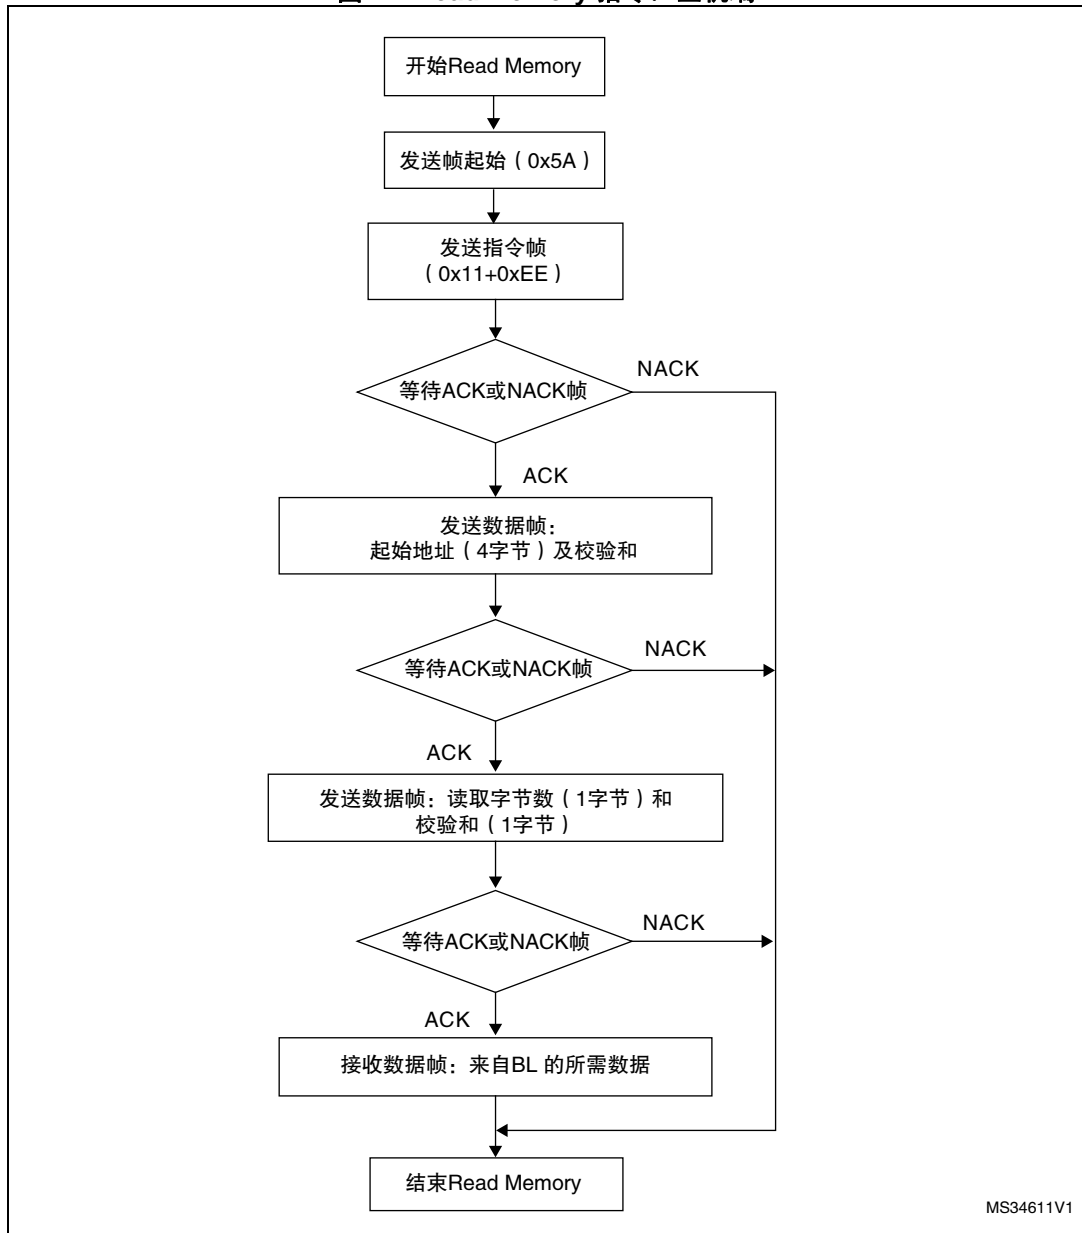 开始Read Memory
发送帧起始（0x5A）
发送指令帧
（0x11+0xEE）
等待ACK或NACK帧
NACK
ACK
发送数据帧：
起始地址（4字节）及校验和
等待ACK或NACK帧
NACK
ACK
发送数据帧：读取字节数（1字节）和
校验和（1字节）
等待ACK或NACK帧
NACK
ACK
接收数据帧：来自BL 的所需数据
结束Read Memory
MS34611V1